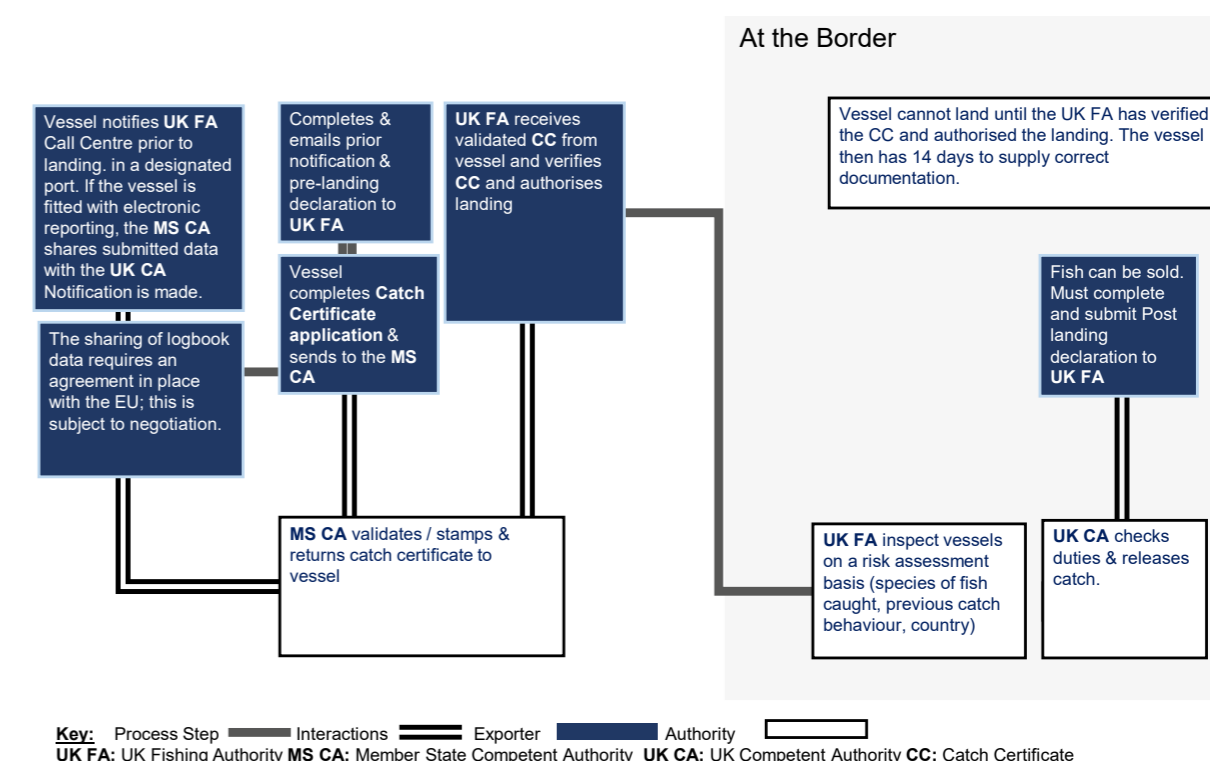 At the Border
Vessel notifies UK FA
Call Centre prior to
landing. in a designated
port. If the vessel is
fitted with electronic
reporting, the MS CA
shares submitted data
with the UK CA
Notification is made.
The sharing of logbook
data requires an
agreement in place
with the EU; this is
subject to negotiation.
Completes &
emails prior
notification &
pre-landing
declaration to
UK FA
Vessel
completes Catch
Certificate
application &
sends to the MS
CA
UK FA receives
validated CC from
vessel and verifies
CC and authorises
landing
MS CA validates / stamps &
returns catch certificate to
vessel
Vessel cannot land until the UK FA has verified
the CC and authorised the landing. The vessel
then has 14 days to supply correct
documentation.
Fish can be sold.
Must complete
and submit Post
landing
declaration to
UK FA
UK FA inspect vessels
on a risk assessment
basis (species of fish
caught, previous catch
behaviour, country)
UK CA checks
duties & releases
catch.
Key: Process Step Interactions Exporter Authority
UK FA: UK Fishing Authority MS CA: Member State Competent Authority UK CA: UK Competent Authority CC: Catch Certificate